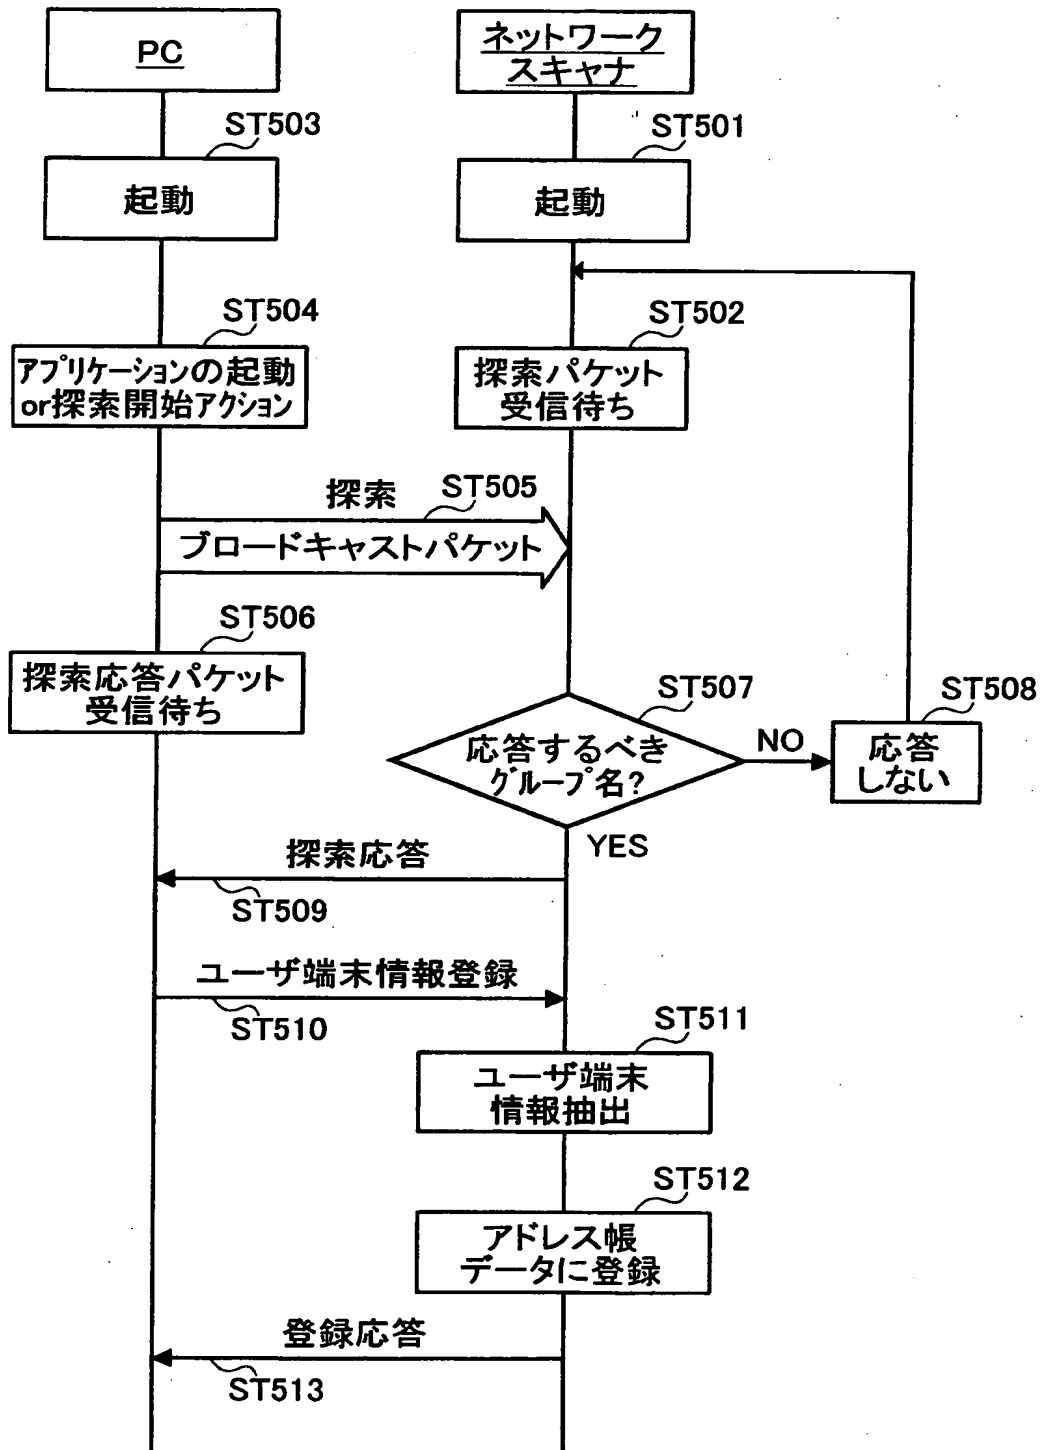 PC
ネットワーク
スキャナ
ST503
ST501
起動
起動
ST504
ST502
アプリケーションの起動
or探索開始アクション
探索パケット
受信待ち
探索
ST505
ブロードキャストパケット
ST506
探索応答パケット
受信待ち
ST507
ST508
応答するべき
グループ名?
NO
応答
しない
YES
探索応答
ST509
ユーザ端末情報登録
ST510
ST511
ユーザ端末
情報抽出
ST512
アドレス帳
データに登録
登録応答
ST513